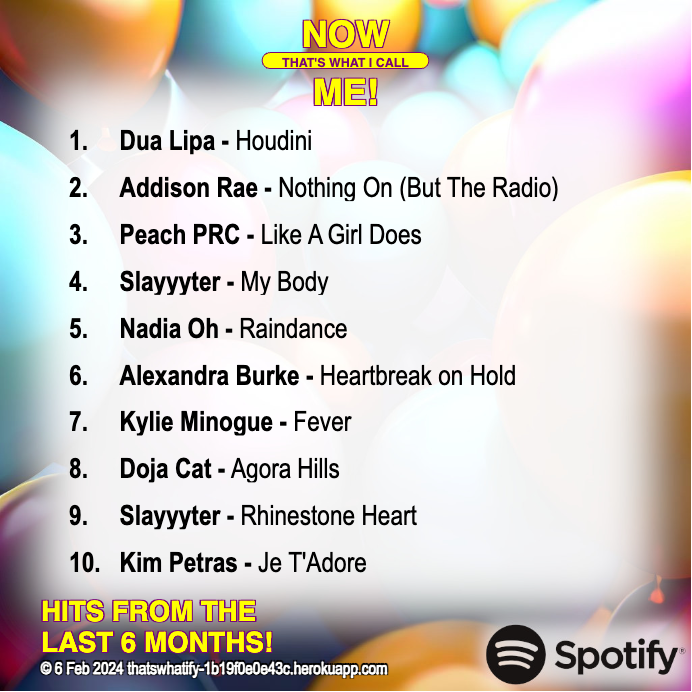 NOW
THAT'S WHAT I CALL
ME!
1. Dua Lipa - Houdini
2. Addison Rae - Nothing On (But The Radio)
3. Peach PRC - Like A Girl Does
4. Slayyyter - My Body
5. Nadia Oh - Raindance
6. Alexandra Burke - Heartbreak on Hold
7. Kylie Minogue - Fever
8. Doja Cat - Agora Hills
9. Slayyyter - Rhinestone Heart
10. Kim Petras - Je T'Adore
HITS FROM THE
LAST 6 MONTHS!
© 6 Feb 2024 thatswhatify-1b19f0e0e43c.herokuapp.com
Spotify®